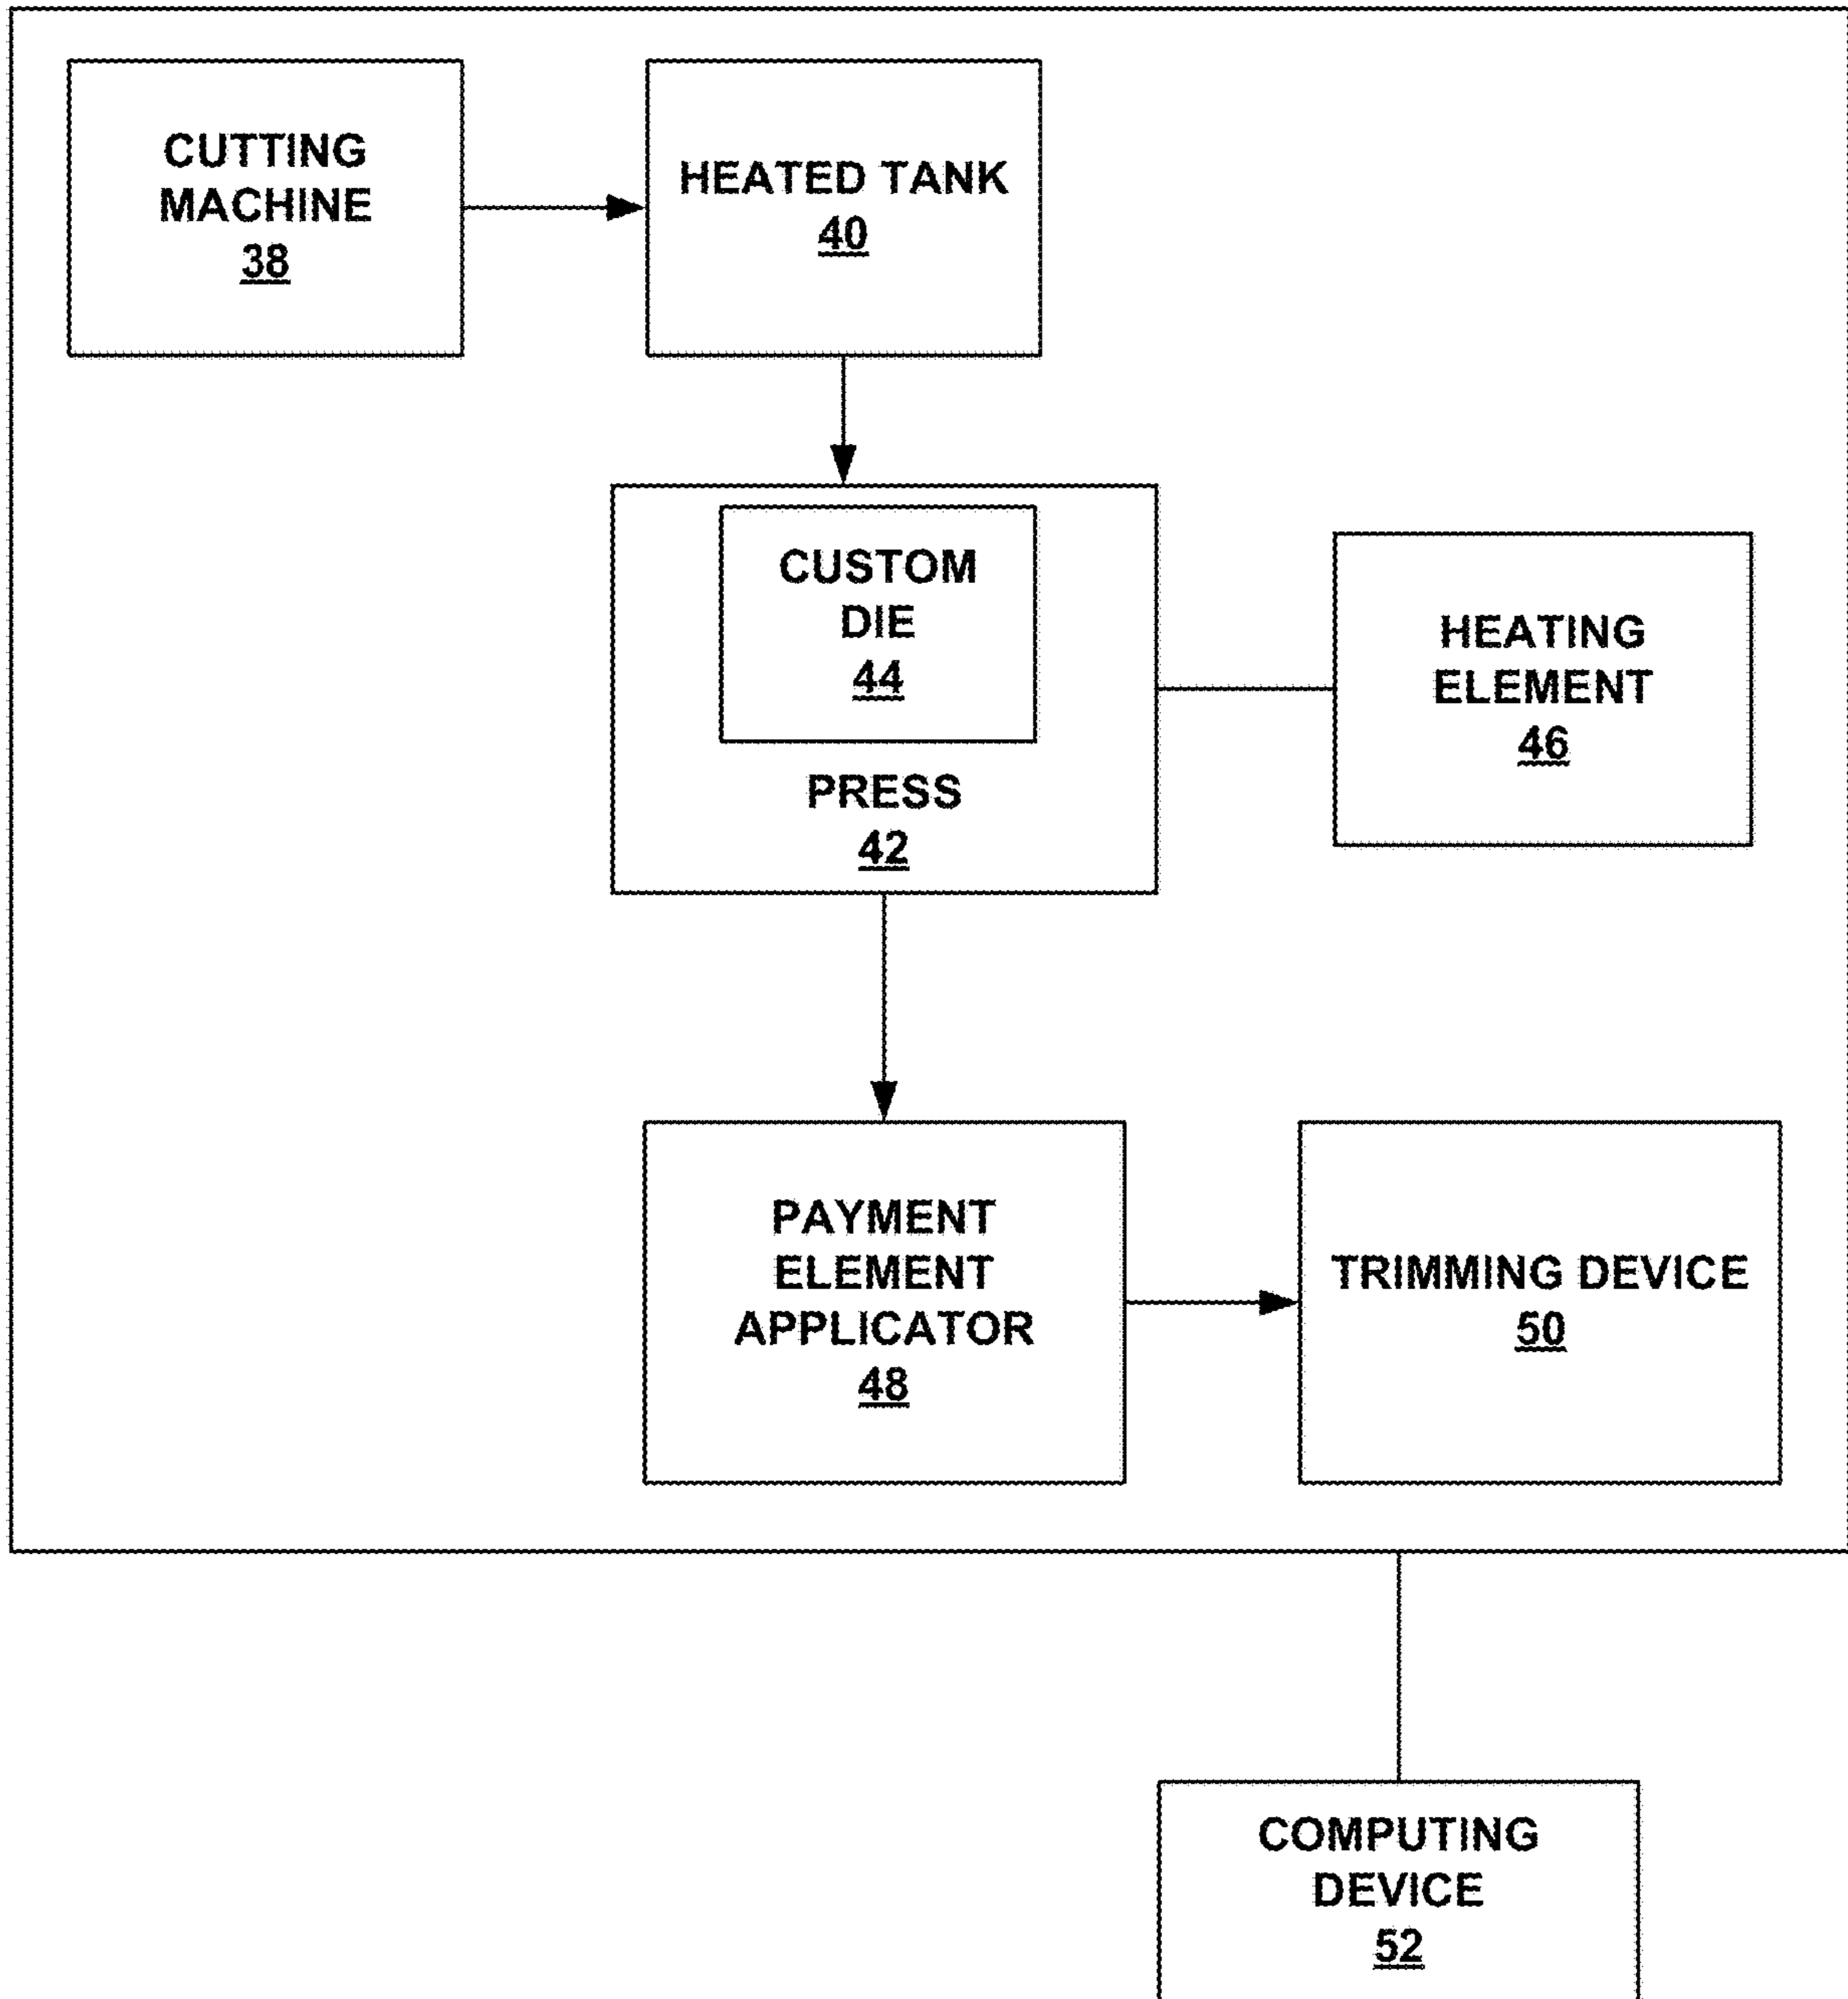 CUTTING
MACHINE
38
HEATED TANK
40
CUSTOM
DIE
44
PRESS
42
HEATING
ELEMENT
46
PAYMENT
ELEMENT
APPLICATOR
48
TRIMMING DEVICE
50
COMPUTING
DEVICE
52